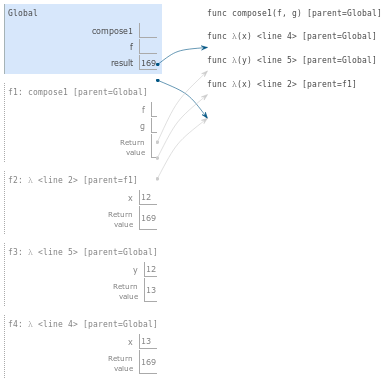 Global
compose1
f
result 169
f1: compose1 [parent=Global]
f
g
Return
value
f2: λ <line 2> [parent=f1]
x 12
Return
value 169
f3: λ <line 5> [parent=Global]
y 12
Return
value 13
f4: λ <line 4> [parent=Global]
x 13
Return
value 169
func compose1(f, g) [parent=Global]
func λ(x) <line 4> [parent=Global]
func λ(y) <line 5> [parent=Global]
func λ(x) <line 2> [parent=f1]